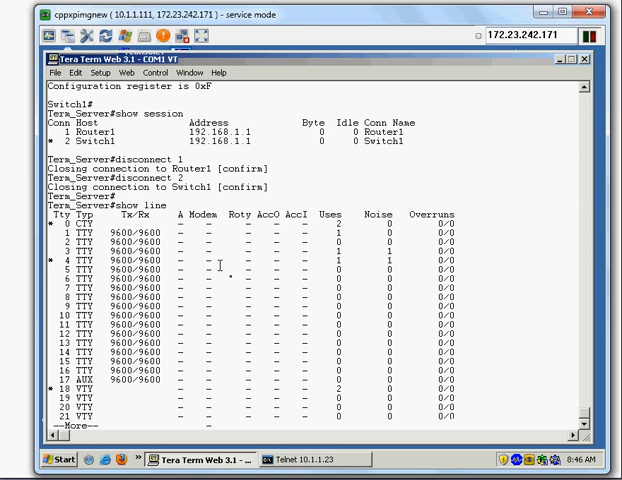 cppxpimgnew ( 10.1.1.111, 172.23.242.171 ) - service mode
172.23.242.171
Tera Term Web 3.1 - COM1 VT
File Edit Setup Web Control Window Help
Configuration register is 0xF
Switch1#
Term_Server#show session
Conn Host Address Byte Idle Conn Name
1 Router1 192.168.1.1 0 0 Router1
* 2 Switch1 192.168.1.1 0 0 Switch1
Term_Server#disconnect 1
Closing connection to Router1 [confirm]
Term_Server#disconnect 2
Closing connection to Switch1 [confirm]
Term_Server#
Term_Server#show line
Tty Typ Tx/Rx A Modem Roty AccO AccI Uses Noise Overruns
* 0 CTY - - - - - 2 0 0/0
1 TTY 9600/9600 - - - - - 1 0 0/0
2 TTY 9600/9600 - - - - - 0 0 0/0
3 TTY 9600/9600 - - - - - 1 1 0/0
* 4 TTY 9600/9600 - - - - - 1 1 0/0
5 TTY 9600/9600 - - - - - 0 0 0/0
6 TTY 9600/9600 - - - - - 0 0 0/0
7 TTY 9600/9600 - - - - - 0 0 0/0
8 TTY 9600/9600 - - - - - 0 0 0/0
9 TTY 9600/9600 - - - - - 0 0 0/0
10 TTY 9600/9600 - - - - - 0 0 0/0
11 TTY 9600/9600 - - - - - 0 0 0/0
12 TTY 9600/9600 - - - - - 0 0 0/0
13 TTY 9600/9600 - - - - - 0 0 0/0
14 TTY 9600/9600 - - - - - 0 0 0/0
15 TTY 9600/9600 - - - - - 0 0 0/0
16 TTY 9600/9600 - - - - - 0 0 0/0
17 AUX 9600/9600 - - - - - 0 0 0/0
* 18 VTY - - - - - 2 0 0/0
19 VTY - - - - - 0 0 0/0
20 VTY - - - - - 0 0 0/0
21 VTY - - - - - 0 0 0/0
--More--
Start » Tera Term Web 3.1 - ... Telnet 10.1.1.23 8:46 AM